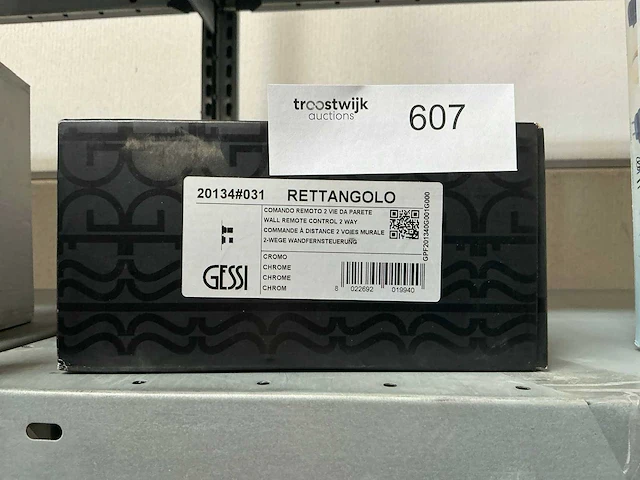 troostwijk
auctions
607
20134#031 RETTANGOLO
COMANDO REMOTO 2 VIE DA PARETE
WALL REMOTE CONTROL 2 WAY
COMMANDE À DISTANCE 2 VOIES MURALE
2-WEGE WANDFERNSTEUERUNG
GPF201340G001G000
GESSI
CROMO
CHROME
CHROME
CHROM
8 022692 019940